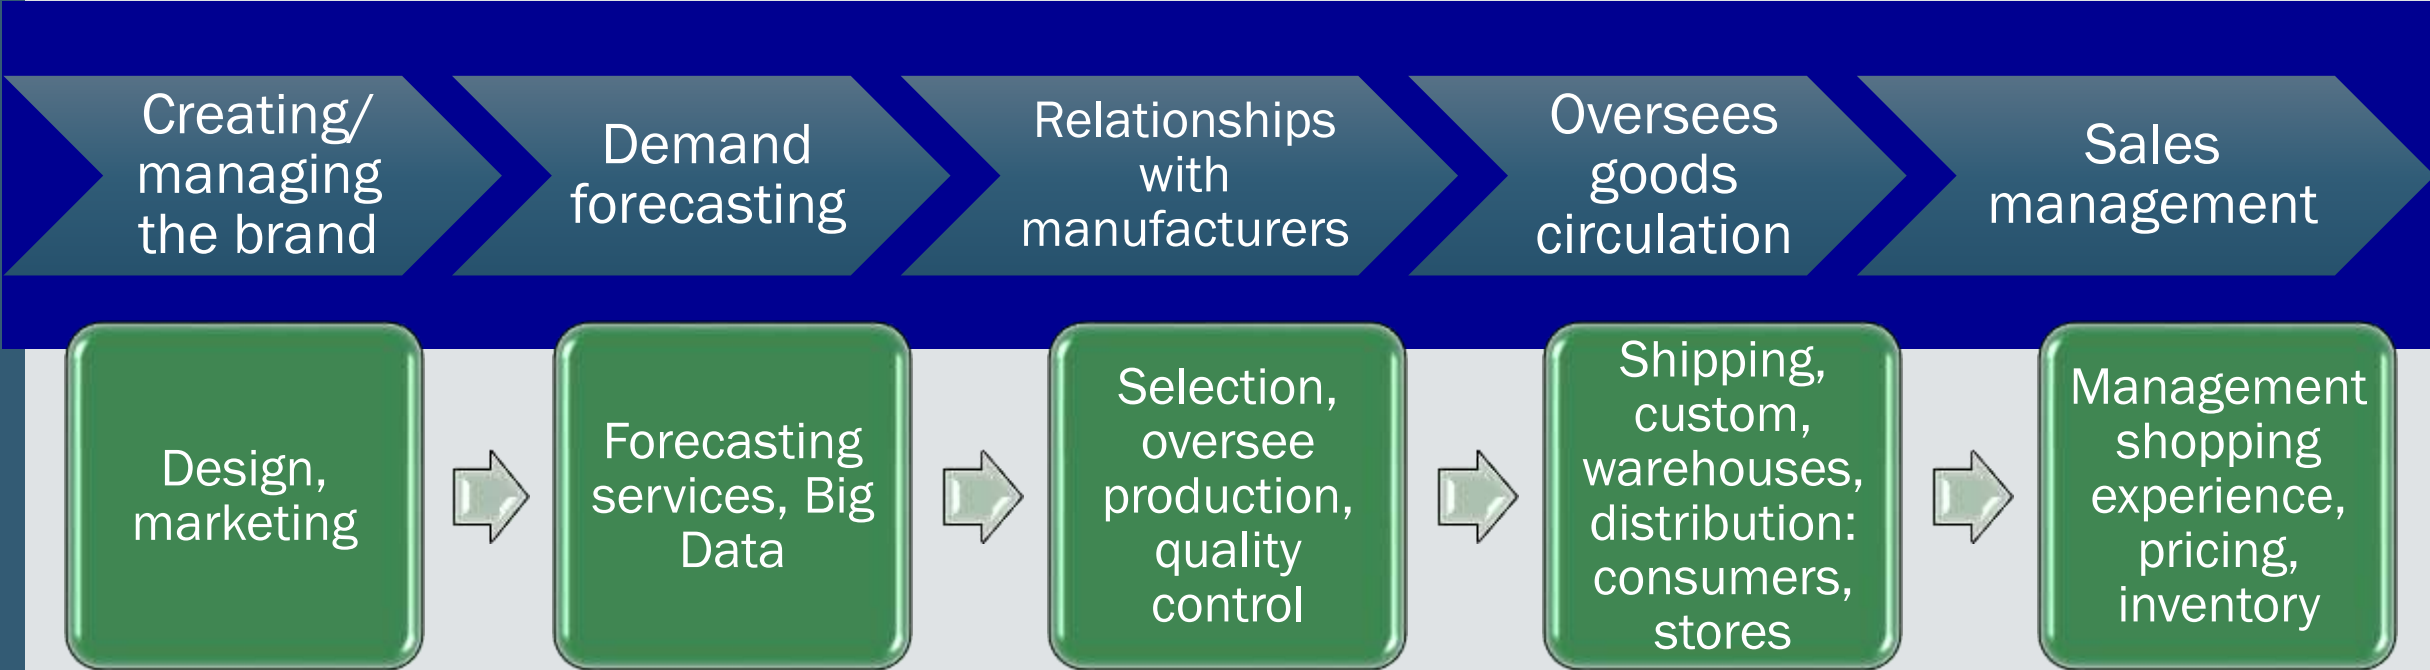 Creating/
managing
the brand
Demand
forecasting
Relationships
with
manufacturers
Oversees
goods
circulation
Sales
management
Design,
marketing
Forecasting
services, Big
Data
Selection,
oversee
production,
quality
control
Shipping,
custom,
warehouses,
distribution:
consumers,
stores
Management
shopping
experience,
pricing,
inventory